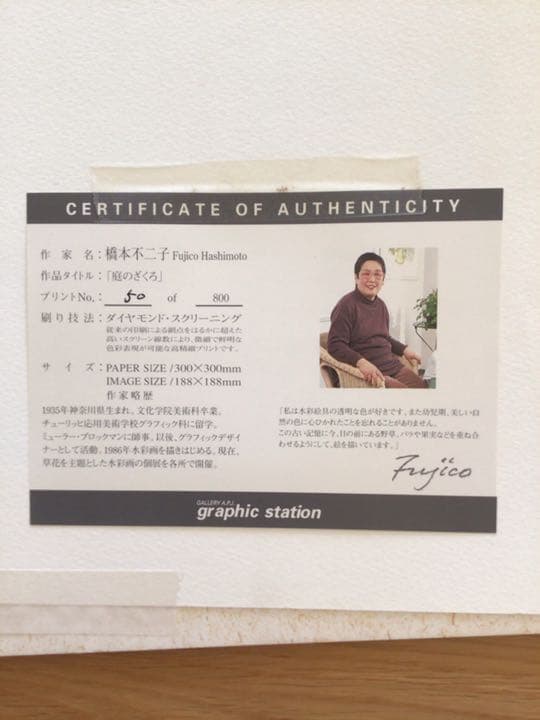 CERTIFICATE OF AUTHENTICITY
作家名：橋本不二子 Fujico Hashimoto
作品タイトル：「庭のざくろ」
プリントNo.： 50 of 800
刷り技法：ダイヤモンド・スクリーニング
従来の印刷による網点をはるかに超えた
高いスクリーン線数により、微細で鮮明な
色彩表現が可能な高精細プリントです。
サイズ：PAPER SIZE /300×300mm
IMAGE SIZE /188×188mm
作家略歴
1935年神奈川県生まれ。文化学院美術科卒業。
チューリッヒ応用美術学校グラフィック科に留学。
ミューラー・ブロックマンに師事。以後、グラフィックデザイ
ナーとして活動。1986年水彩画を描きはじめる。現在、
草花を主題とした水彩画の個展を各所で開催。
「私は水彩絵具の透明な色が好きです。また幼児期、美しい自
然の色に心ひかれたことを忘れることがありません。
この古い記憶に今、目の前にある野草、バラや果実などを重ね合
わせるようにして、絵を描いています。」
Fujico
GALLERY A.P.J.
graphic station